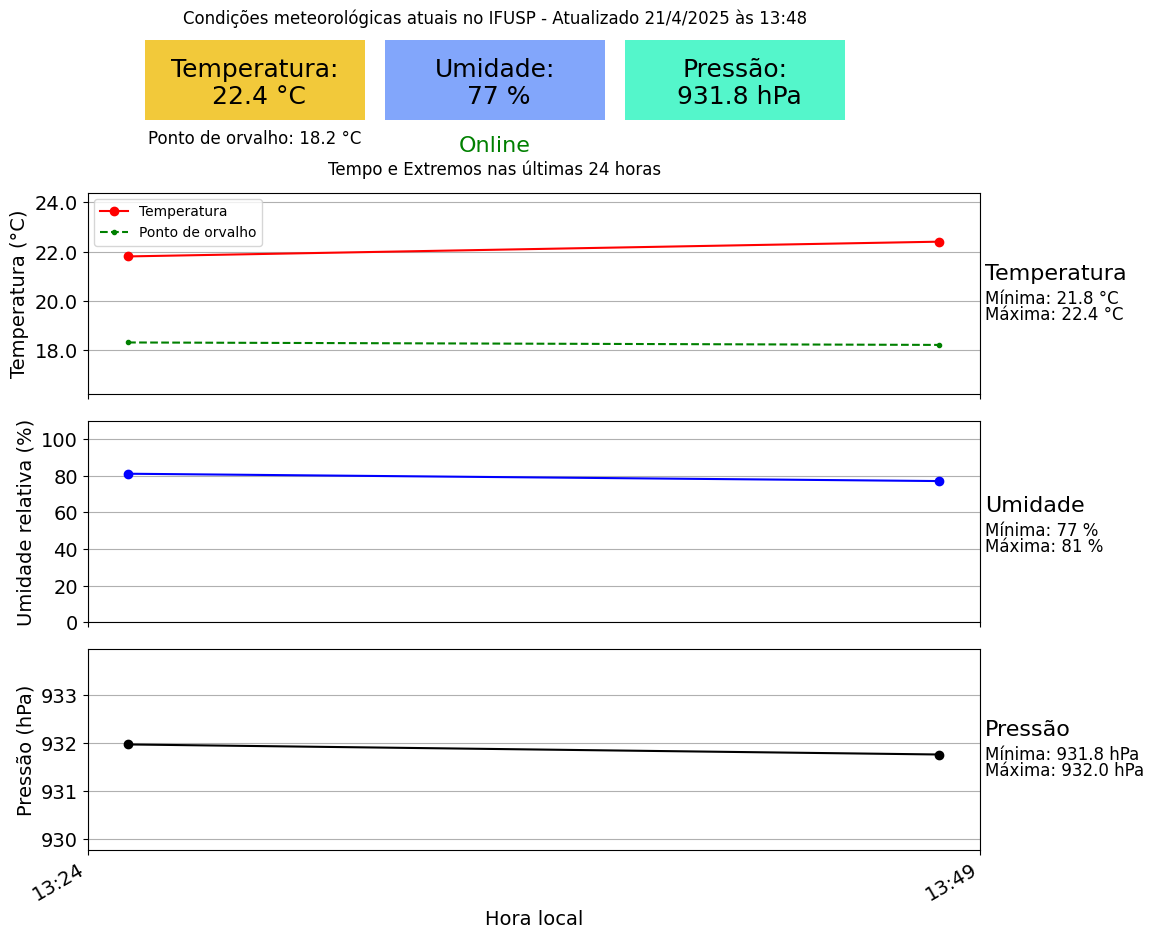 Condições meteorológicas atuais no IFUSP - Atualizado 21/4/2025 às 13:48
Temperatura:
22.4 °C
Umidade:
77 %
Pressão:
931.8 hPa
Ponto de orvalho: 18.2 °C
Online
Tempo e Extremos nas últimas 24 horas
Temperatura (°C)
24.0
22.0
20.0
18.0
Temperatura
Ponto de orvalho
Temperatura
Mínima: 21.8 °C
Máxima: 22.4 °C
Umidade relativa (%)
100
80
60
40
20
0
Umidade
Mínima: 77 %
Máxima: 81 %
Pressão (hPa)
933
932
931
930
Pressão
Mínima: 931.8 hPa
Máxima: 932.0 hPa
13:24
13:49
Hora local